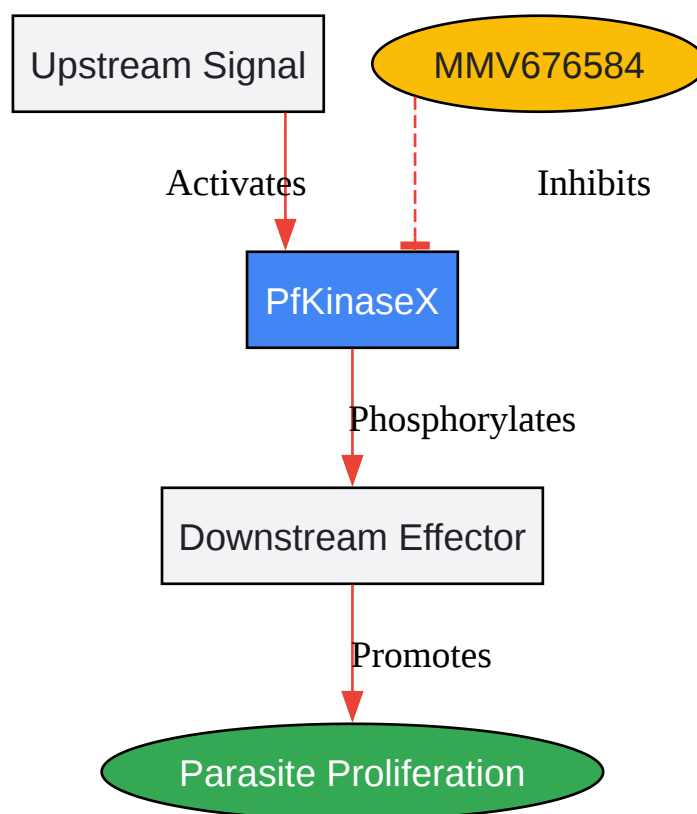 Upstream Signal
MMV676584
Activates
Inhibits
PfKinaseX
Phosphorylates
Downstream Effector
Promotes
Parasite Proliferation